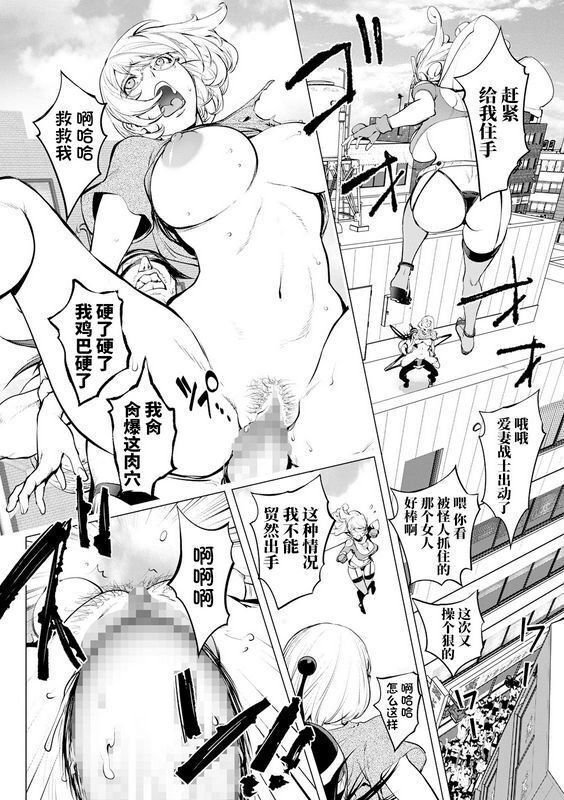 赶紧
给我住手
啊哈哈
救救我
硬了硬了
我鸡巴硬了
我肏
肏爆这肉穴
哦哦
爱妻战士出动了
喂 你看
被怪人抓住的
那个女人
好棒啊
这次又
操个狠的
这种情况
我不能
贸然出手
啊哈哈
怎么这样
啊啊啊